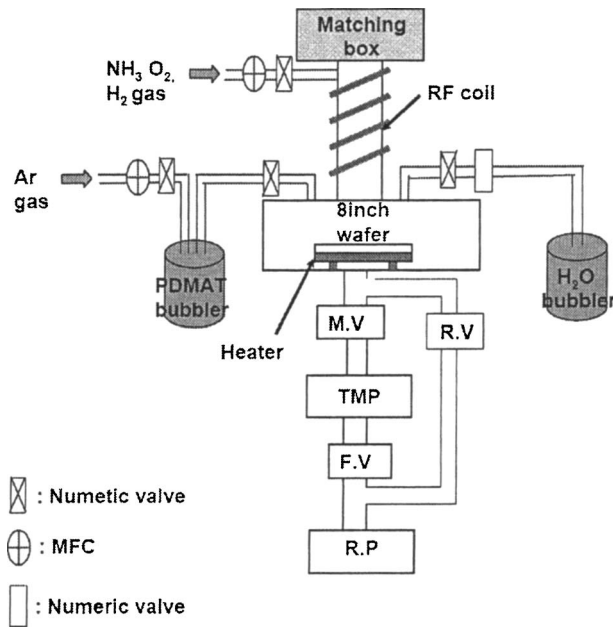 Matching
box
NH3 O2,
H2 gas
RF coil
Ar
gas
8inch
wafer
PDMAT
bubbler
H2O
bubbler
Heater
M.V
R.V
TMP
F.V
R.P
: Numetic valve
: MFC
: Numeric valve